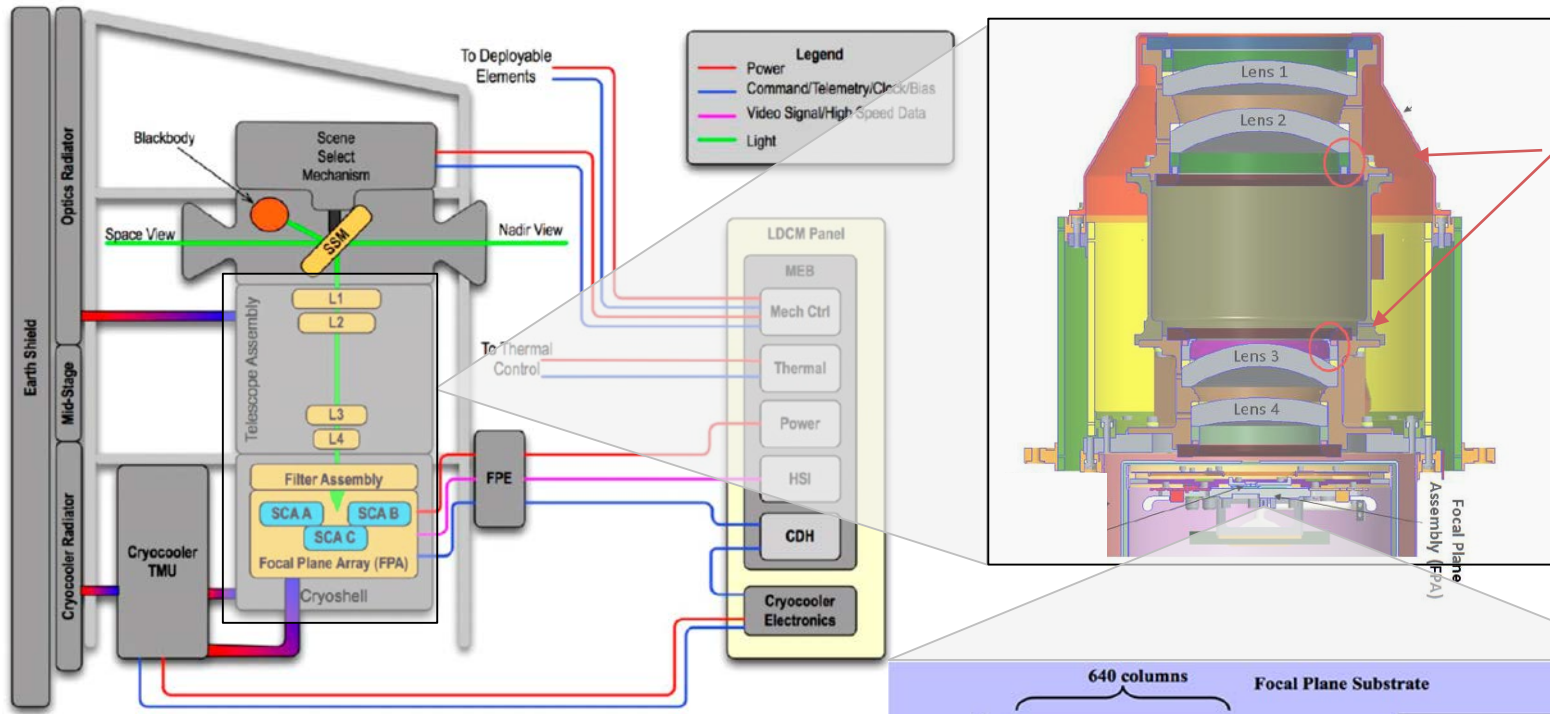 Earth Shield
Optics Radiator
Mid-Stage
Cryocooler Radiator
To Deployable
Elements
Blackbody
Scene
Select
Mechanism
Space View
SSM
Nadir View
Telescope Assembly
L1
L2
L3
L4
Filter Assembly
SCA A
SCA B
SCA C
Focal Plane Array (FPA)
Cryoshell
Cryocooler
TMU
FPE
To Thermal
Control
Legend
Power
Command/Telemetry/Clock/Bias
Video Signal/High Speed Data
Light
LDCM Panel
MEB
Mech Ctrl
Thermal
Power
HSI
CDH
Cryocooler
Electronics
Lens 1
Lens 2
Lens 3
Lens 4
Focal Plane
Assembly (FPA)
640 columns
Focal Plane Substrate